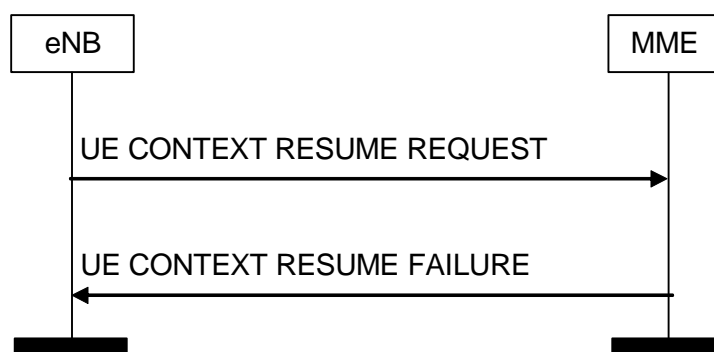 eNB
MME
UE CONTEXT RESUME REQUEST
UE CONTEXT RESUME FAILURE